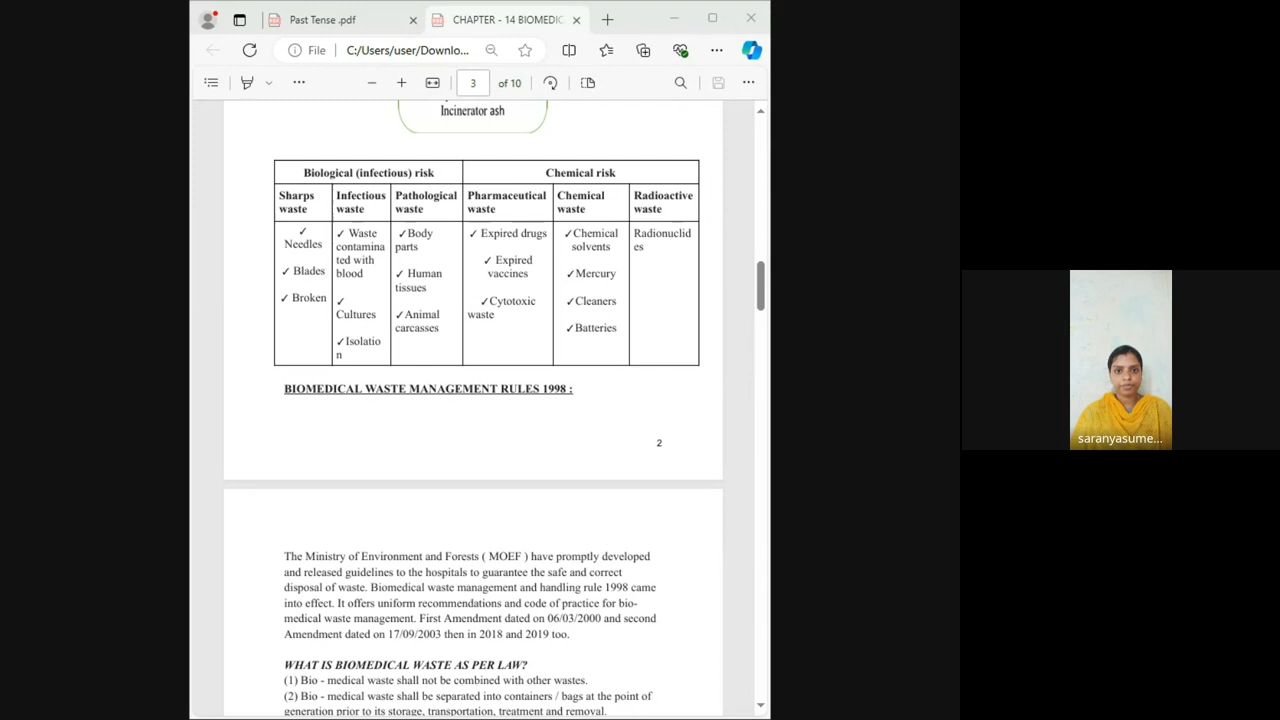 Past Tense .pdf
CHAPTER - 14 BIOMEDIC
File
C:/Users/user/Downlo...
3
of 10
Incinerator ash
Biological (infectious) risk
Chemical risk
Sharps waste
Infectious waste
Pathological waste
Pharmaceutical waste
Chemical waste
Radioactive waste
✓
Needles
✓ Blades
✓ Broken
✓ Waste
contamina
ted with
blood
✓
Cultures
✓Isolatio
n
✓Body
parts
✓ Human
tissues
✓Animal
carcasses
✓ Expired drugs
✓ Expired
vaccines
✓Cytotoxic
waste
✓Chemical
solvents
✓Mercury
✓Cleaners
✓Batteries
Radionuclid
es
BIOMEDICAL WASTE MANAGEMENT RULES 1998 :
2
The Ministry of Environment and Forests ( MOEF ) have promptly developed
and released guidelines to the hospitals to guarantee the safe and correct
disposal of waste. Biomedical waste management and handling rule 1998 came
into effect. It offers uniform recommendations and code of practice for bio-
medical waste management. First Amendment dated on 06/03/2000 and second
Amendment dated on 17/09/2003 then in 2018 and 2019 too.
WHAT IS BIOMEDICAL WASTE AS PER LAW?
(1) Bio - medical waste shall not be combined with other wastes.
(2) Bio - medical waste shall be separated into containers / bags at the point of
generation prior to its storage, transportation, treatment and removal.
saranyasume...